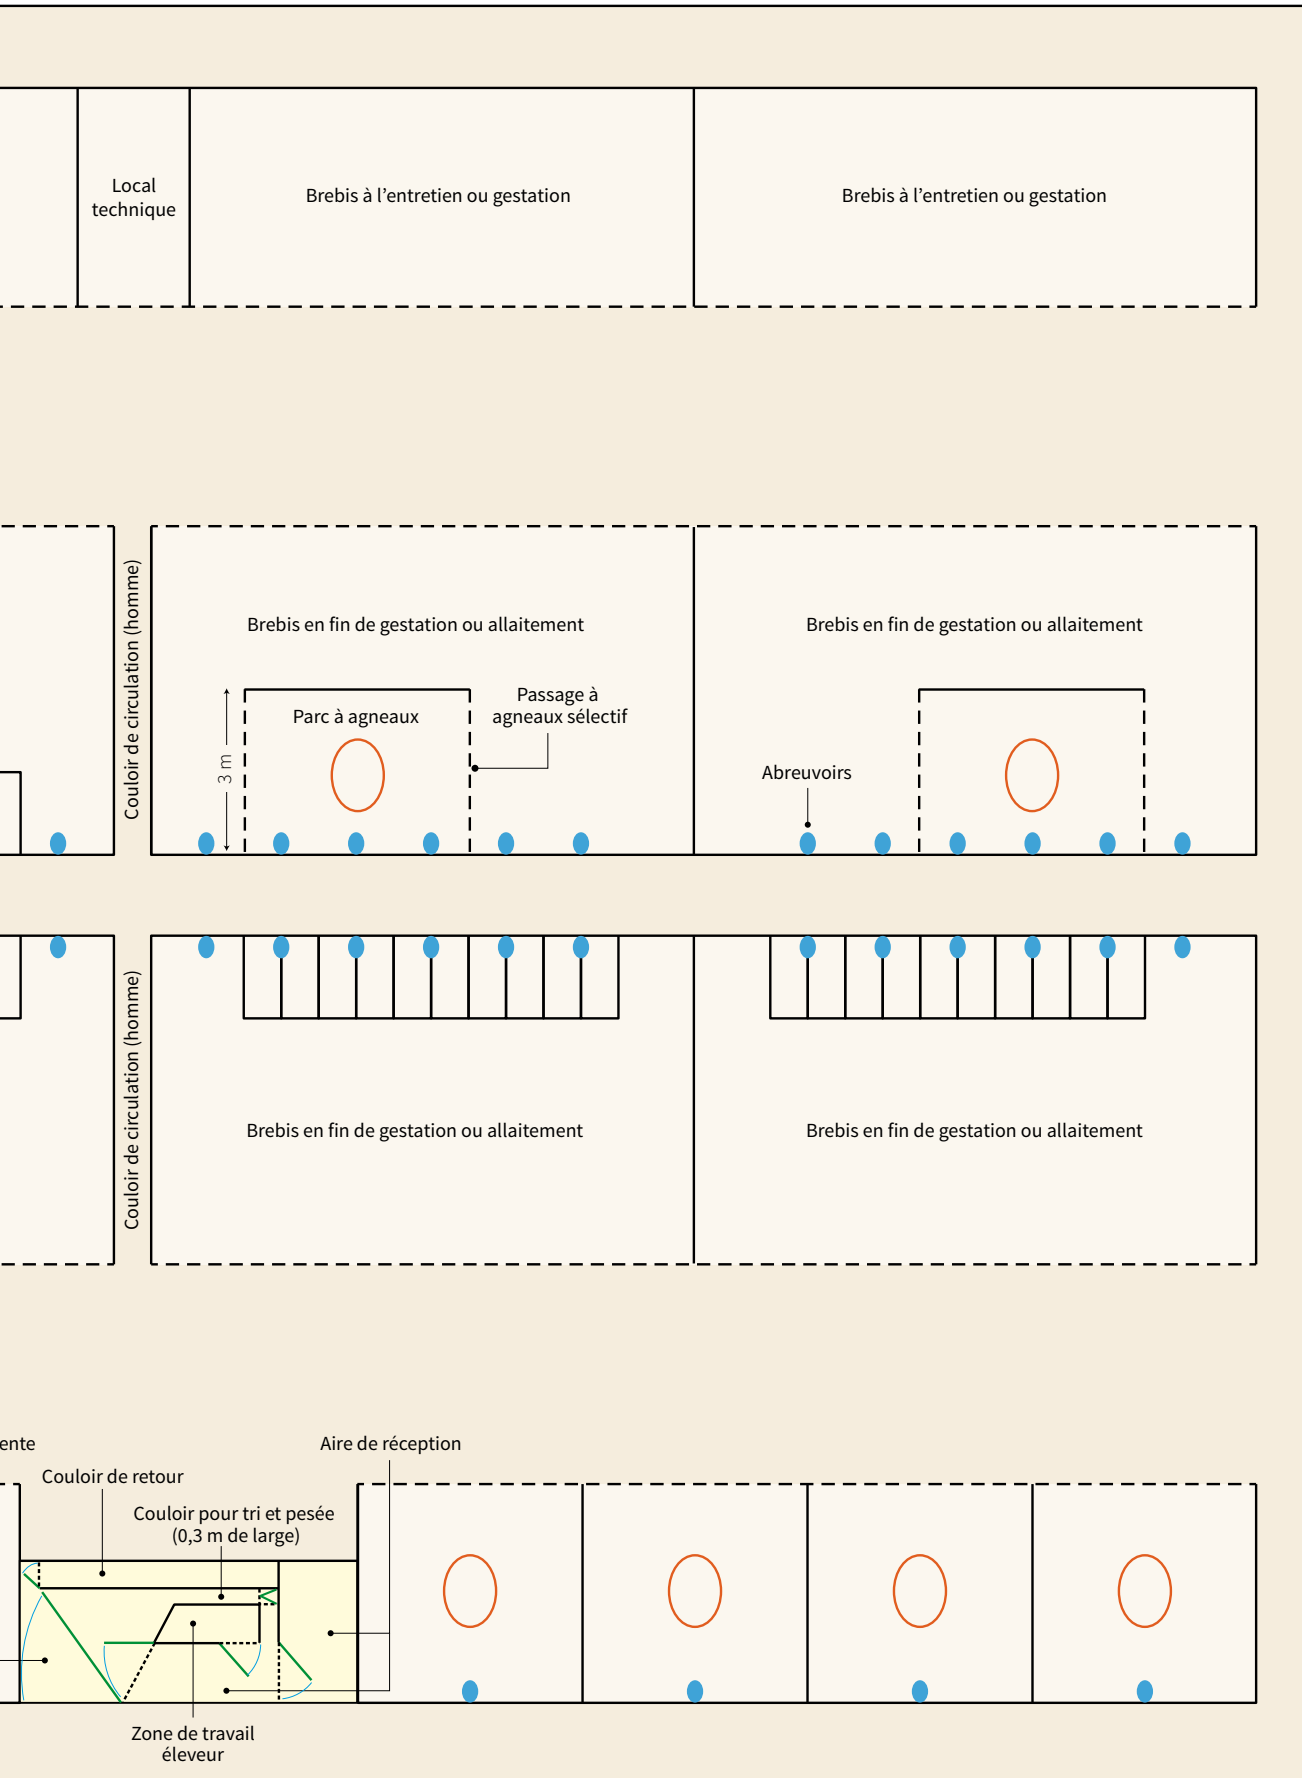 Local
technique
Brebis à l’entretien ou gestation
Brebis à l’entretien ou gestation
Couloir de circulation (homme)
Brebis en fin de gestation ou allaitement
Brebis en fin de gestation ou allaitement
3 m
Parc à agneaux
Passage à
agneaux sélectif
Abreuvoirs
Couloir de circulation (homme)
Brebis en fin de gestation ou allaitement
Brebis en fin de gestation ou allaitement
ente
Aire de réception
Couloir de retour
Couloir pour tri et pesée
(0,3 m de large)
Zone de travail
éleveur